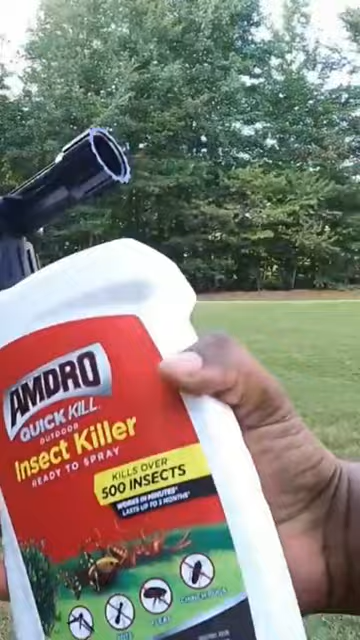 AMDRO
QUICK KILL
OUTDOOR
Insect Killer
READY TO SPRAY
KILLS OVER
500 INSECTS
WORKS IN MINUTES
LASTS UP TO 3 MONTHS